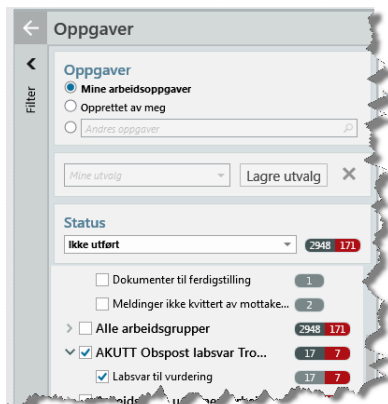 Oppgaver
Filter
Oppgaver
Mine arbeidsoppgaver
Opprettet av meg
Andres oppgaver
Mine utvalg
Lagre utvalg
Status
Ikke utført
2948 171
Dokumenter til ferdigstilling 1
Meldinger ikke kvittert av mottake... 2
Alle arbeidsgrupper 2948 171
AKUTT Obspost labsvar Tro... 17 7
Labsvar til vurdering 17 7